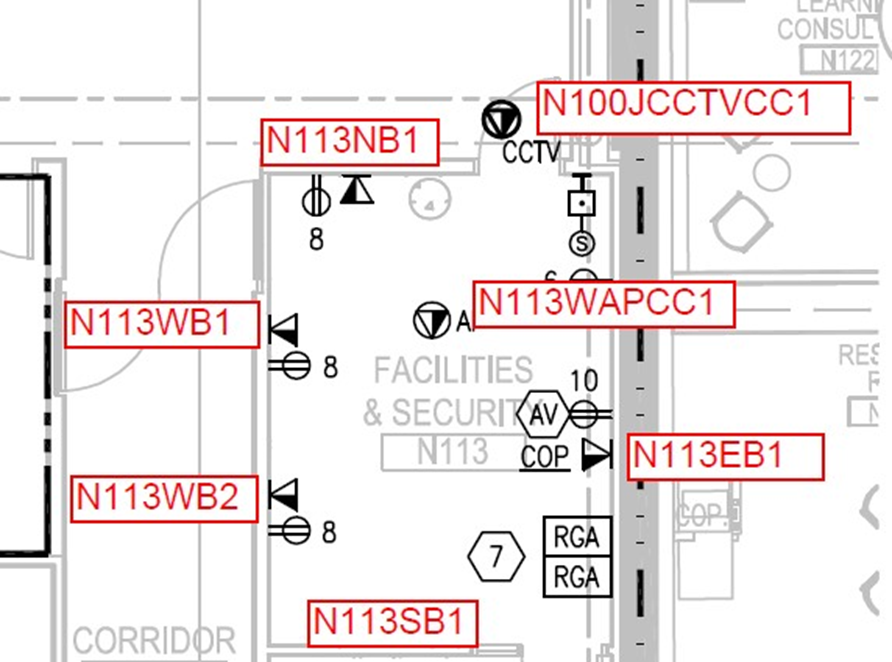 LEARNI
CONSUL
N122
N100JCCTVCC1
N113NB1
CCTV
8
S
6
N113WAPCC1
N113WB1
A
8
RES
FACILITIES
10
& SECURITY
AV
N113
COP
N113EB1
N113WB2
8
COP.
7
RGA
RGA
N113SB1
CORRIDOR